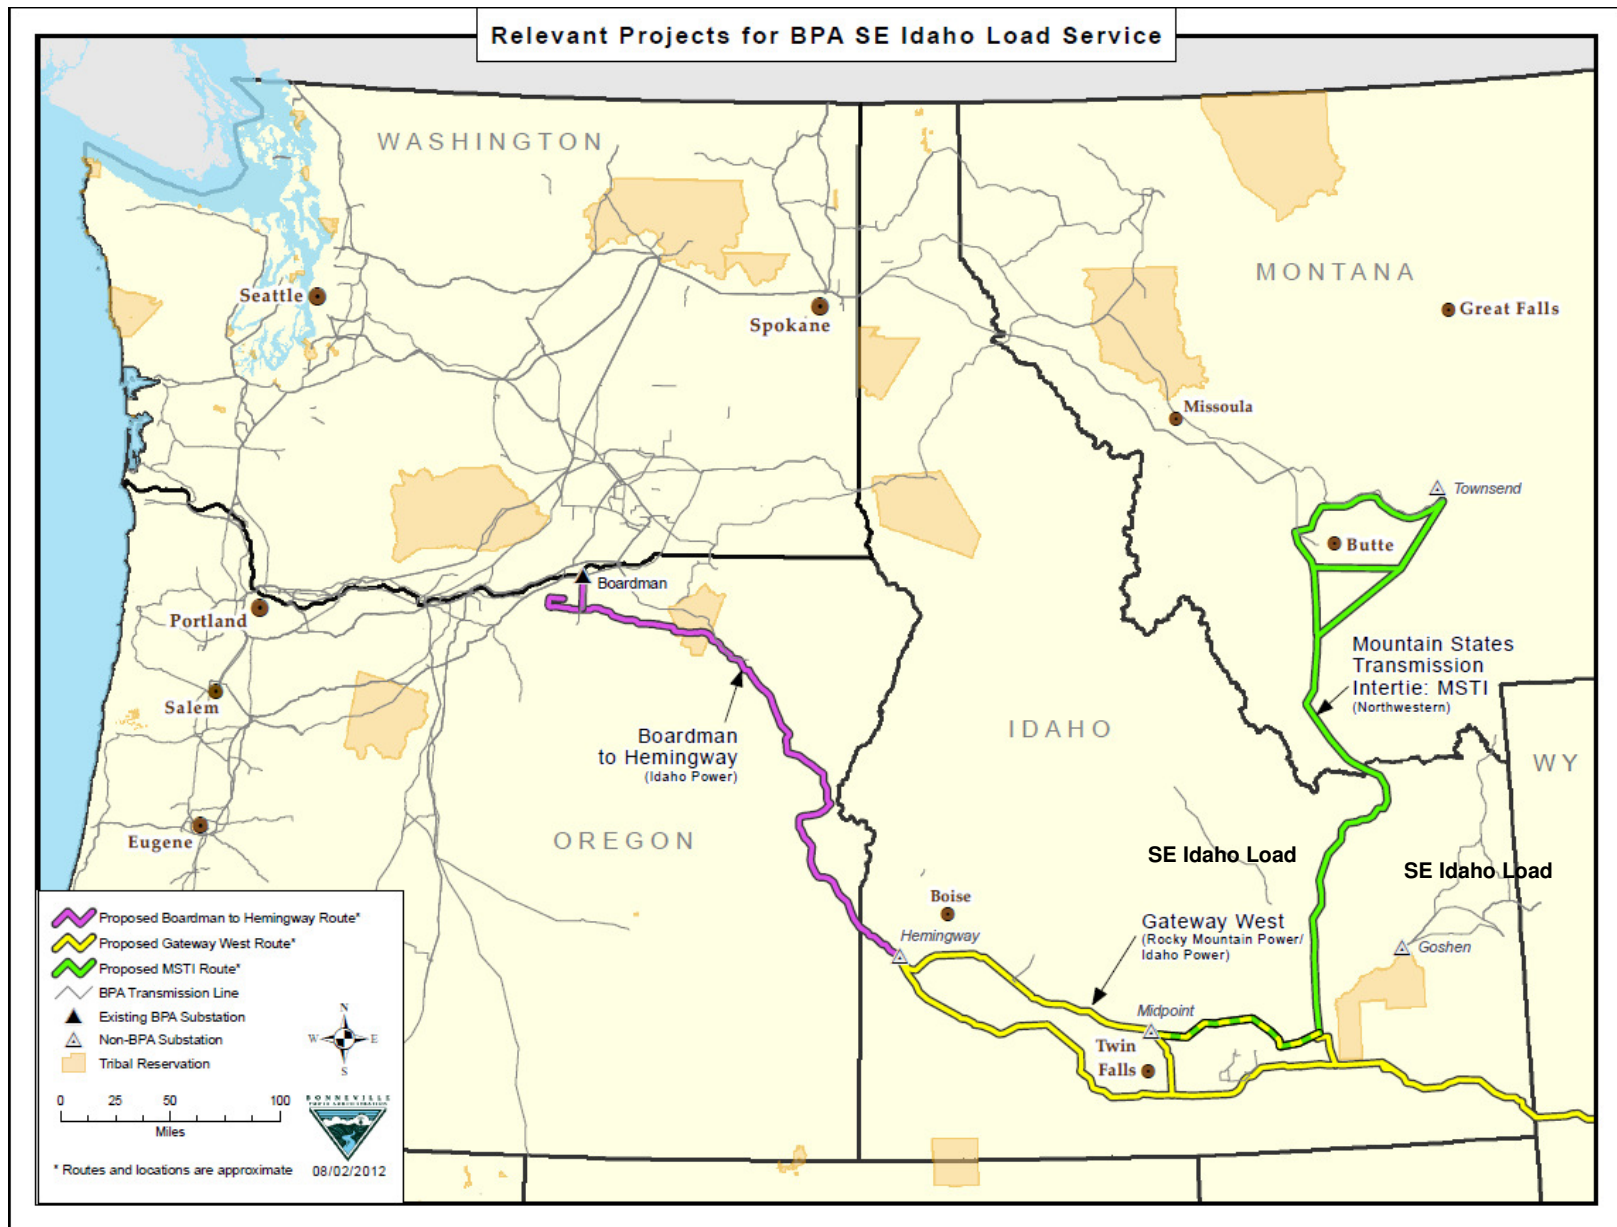 Relevant Projects for BPA SE Idaho Load Service
WASHINGTON
MONTANA
Seattle
Spokane
Great Falls
Missoula
Townsend
Butte
Boardman
Portland
Mountain States
Transmission
Intertie: MSTI
(Northwestern)
Salem
Boardman
to Hemingway
(Idaho Power)
IDAHO
WY
Eugene
OREGON
SE Idaho Load
SE Idaho Load
Boise
Hemingway
Gateway West
(Rocky Mountain Power/
Idaho Power)
Goshen
Midpoint
Twin
Falls
Proposed Boardman to Hemingway Route*
Proposed Gateway West Route*
Proposed MSTI Route*
BPA Transmission Line
Existing BPA Substation
Non-BPA Substation
Tribal Reservation
N
W E
S
0 25 50 100
Miles
BONNEVILLE
POWER ADMINISTRATION
* Routes and locations are approximate
08/02/2012